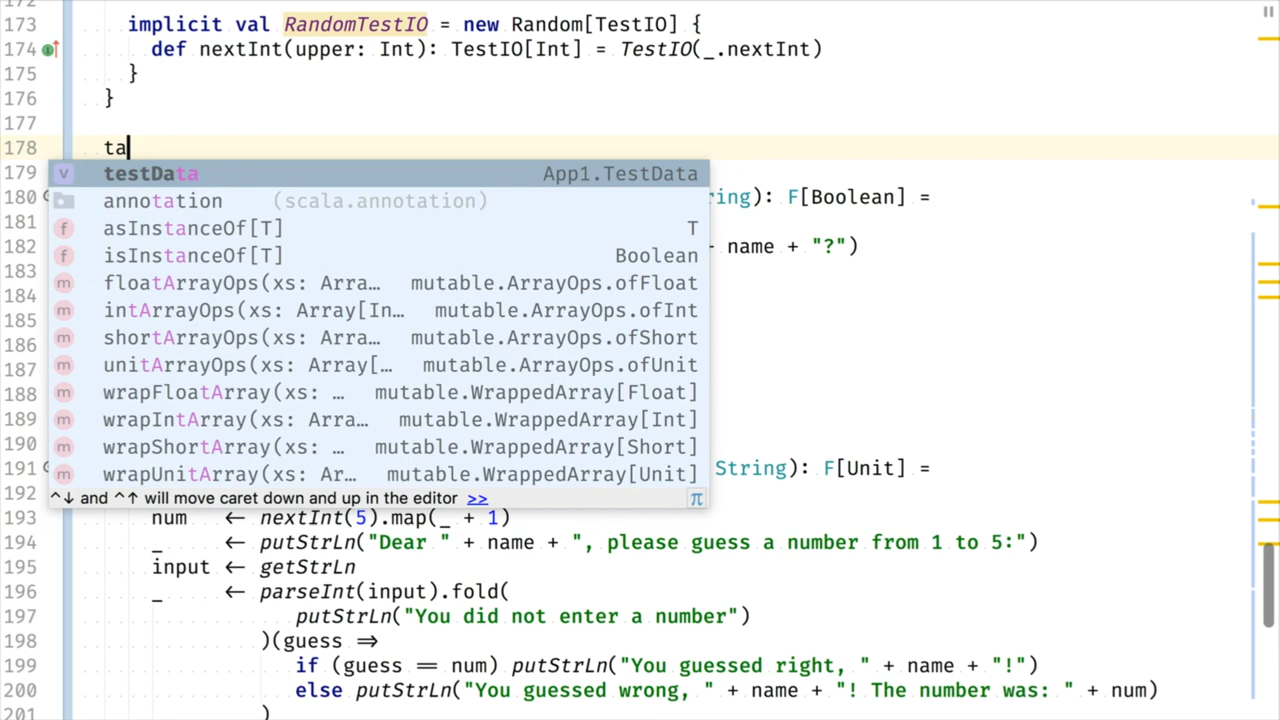 172
173 implicit val RandomTestIO = new Random[TestIO] {
174 def nextInt(upper: Int): TestIO[Int] = TestIO(_.nextInt)
175 }
176 }
177
178 ta
179 testData App1.TestData
180 annotation (scala.annotation) ring): F[Boolean] =
181 asInstanceOf[T] T
182 isInstanceOf[T] Boolean + name + "?")
183 floatArrayOps(xs: Arra… mutable.ArrayOps.ofFloat
184 intArrayOps(xs: Array[In… mutable.ArrayOps.ofInt
185 shortArrayOps(xs: Arra… mutable.ArrayOps.ofShort
186 unitArrayOps(xs: Array[… mutable.ArrayOps.ofUnit
187 wrapFloatArray(xs: … mutable.WrappedArray[Float]
188 wrapIntArray(xs: Arra… mutable.WrappedArray[Int]
189 wrapShortArray(xs: … mutable.WrappedArray[Short]
190 wrapUnitArray(xs: Ar… mutable.WrappedArray[Unit]
191 String): F[Unit] =
192 ^↓ and ^↑ will move caret down and up in the editor >> π
193 num ← nextInt(5).map(_ + 1)
194 _ ← putStrLn("Dear " + name + ", please guess a number from 1 to 5:")
195 input ← getStrLn
196 _ ← parseInt(input).fold(
197 putStrLn("You did not enter a number")
198 )(guess ⇒
199 if (guess == num) putStrLn("You guessed right, " + name + "!")
200 else putStrLn("You guessed wrong, " + name + "! The number was: " + num)
201 )